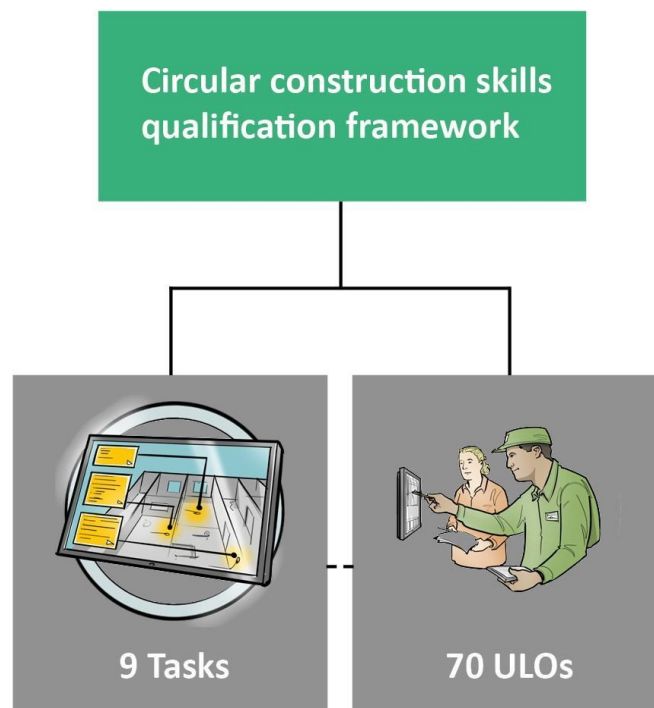 Circular construction skills
qualification framework
9 Tasks
70 ULOs